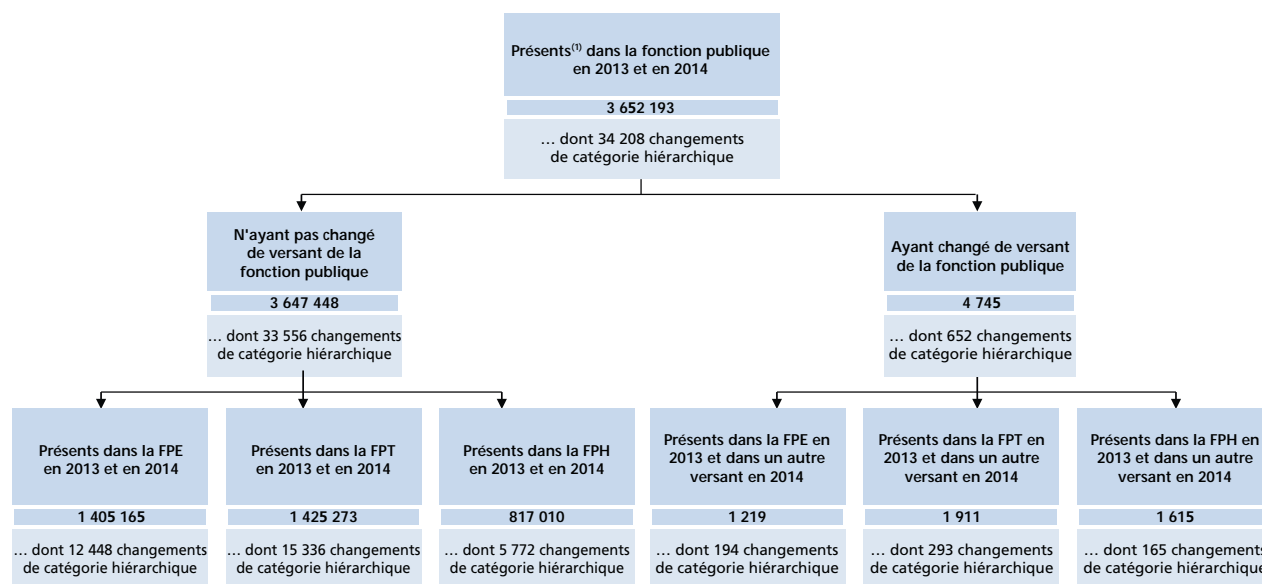 Présents(1) dans la fonction publique
en 2013 et en 2014
3 652 193
… dont 34 208 changements
de catégorie hiérarchique
N'ayant pas changé
de versant de la
fonction publique
3 647 448
… dont 33 556 changements
de catégorie hiérarchique
Ayant changé de versant
de la fonction publique
4 745
… dont 652 changements
de catégorie hiérarchique
Présents dans la FPE
en 2013 et en 2014
1 405 165
… dont 12 448 changements
de catégorie hiérarchique
Présents dans la FPT
en 2013 et en 2014
1 425 273
… dont 15 336 changements
de catégorie hiérarchique
Présents dans la FPH
en 2013 et en 2014
817 010
… dont 5 772 changements
de catégorie hiérarchique
Présents dans la FPE en
2013 et dans un autre
versant en 2014
1 219
… dont 194 changements
de catégorie hiérarchique
Présents dans la FPT en
2013 et dans un autre
versant en 2014
1 911
… dont 293 changements
de catégorie hiérarchique
Présents dans la FPH en
2013 et dans un autre
versant en 2014
1 615
… dont 165 changements
de catégorie hiérarchique